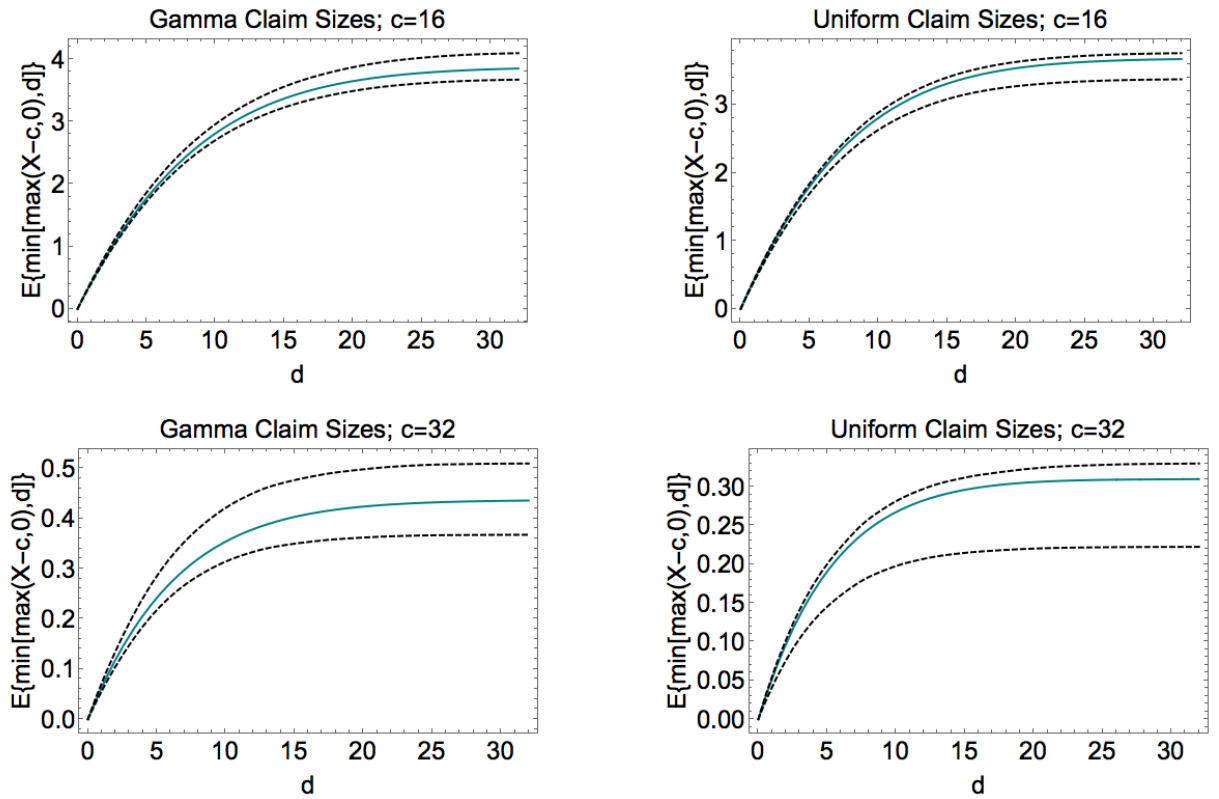 Gamma Claim Sizes; c=16
E{min[max(X−c,0),d]}
4
3
2
1
0
0 5 10 15 20 25 30
d
Uniform Claim Sizes; c=16
E{min[max(X−c,0),d]}
3
2
1
0
0 5 10 15 20 25 30
d
Gamma Claim Sizes; c=32
E{min[max(X−c,0),d]}
0.5
0.4
0.3
0.2
0.1
0.0
0 5 10 15 20 25 30
d
Uniform Claim Sizes; c=32
E{min[max(X−c,0),d]}
0.30
0.25
0.20
0.15
0.10
0.05
0.00
0 5 10 15 20 25 30
d